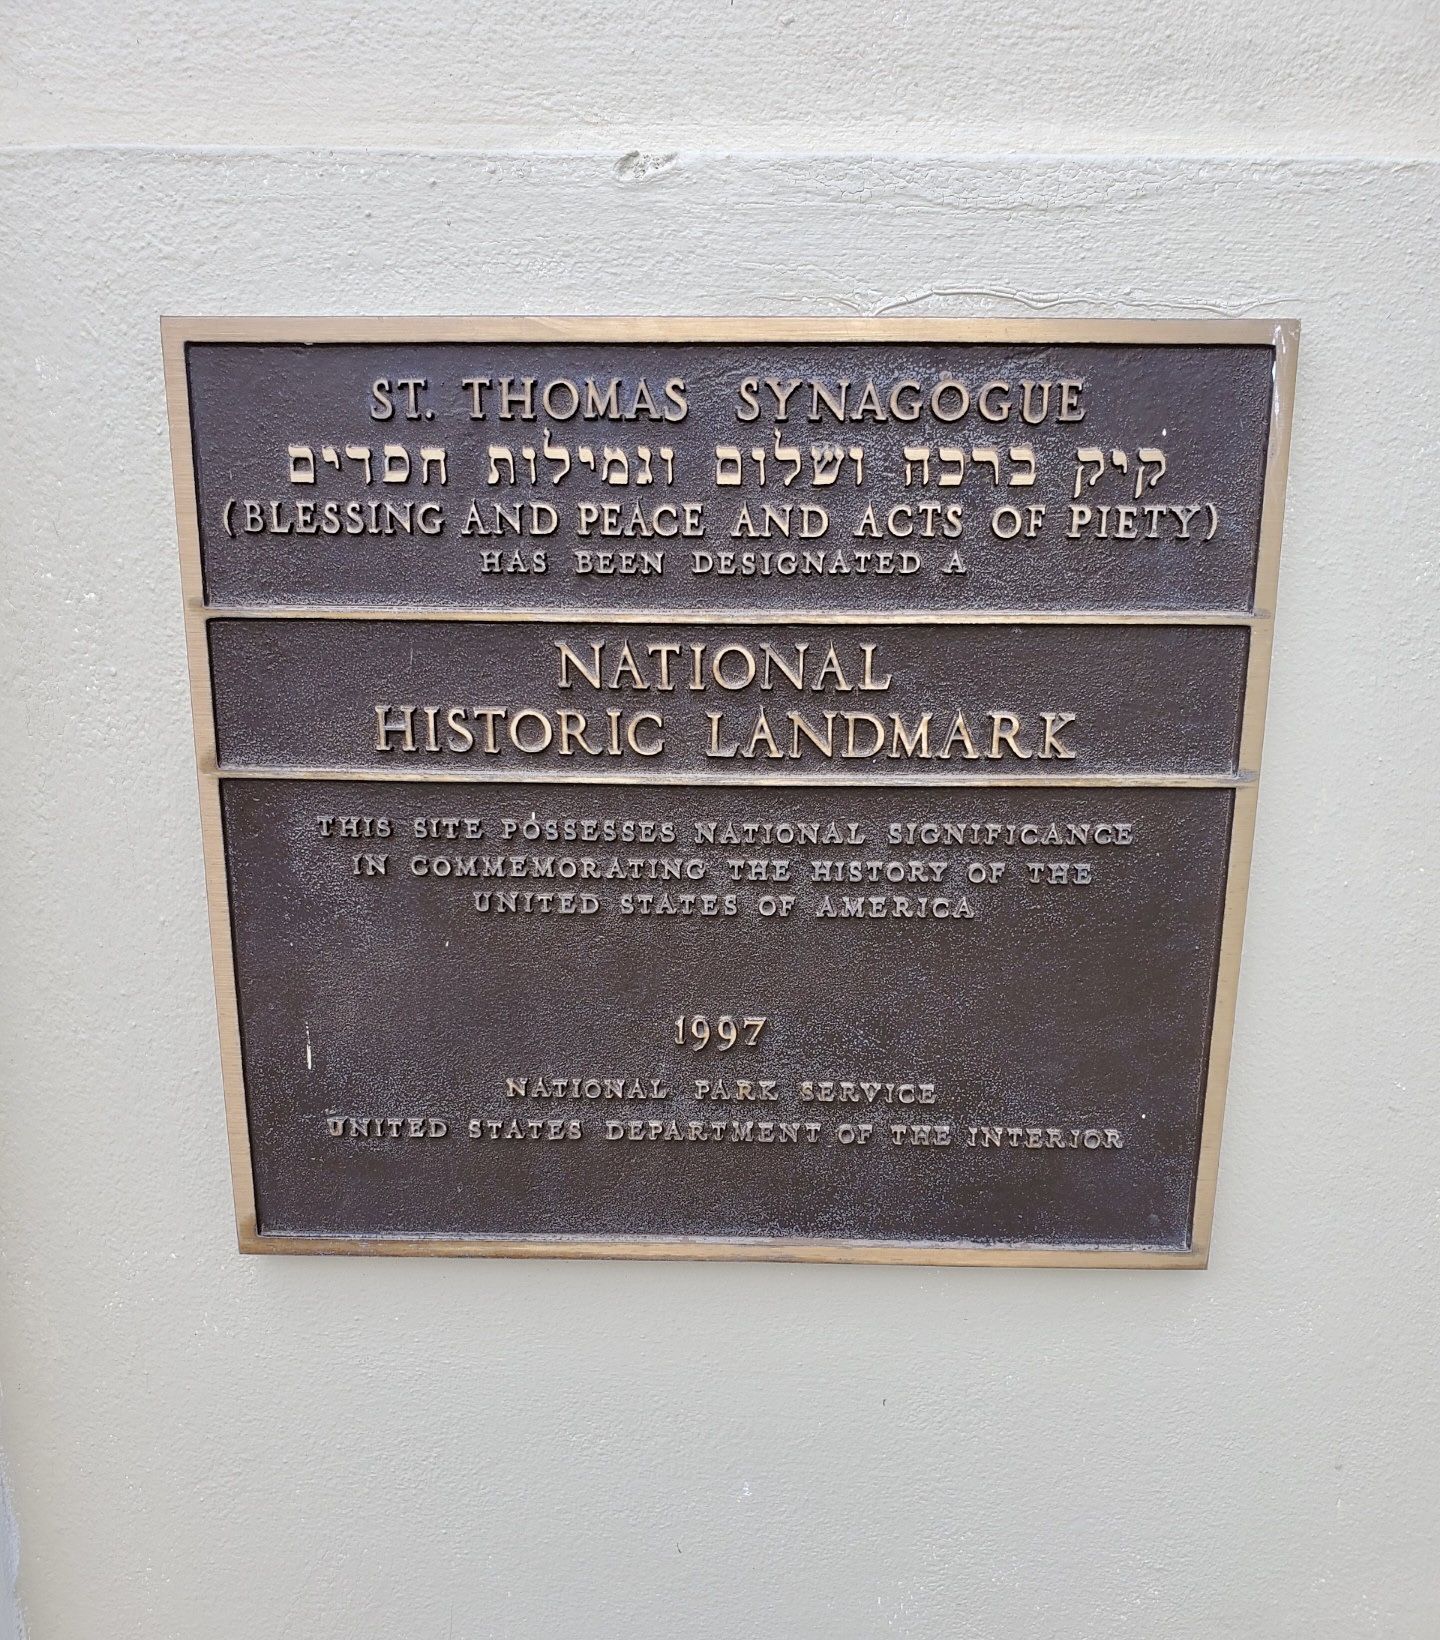 ST. THOMAS SYNAGOGUE
קיק ברכה ושלום וגמילות חסדים
(BLESSING AND PEACE AND ACTS OF PIETY)
HAS BEEN DESIGNATED A
NATIONAL
HISTORIC LANDMARK
THIS SITE POSSESSES NATIONAL SIGNIFICANCE
IN COMMEMORATING THE HISTORY OF THE
UNITED STATES OF AMERICA
1997
NATIONAL PARK SERVICE
UNITED STATES DEPARTMENT OF THE INTERIOR